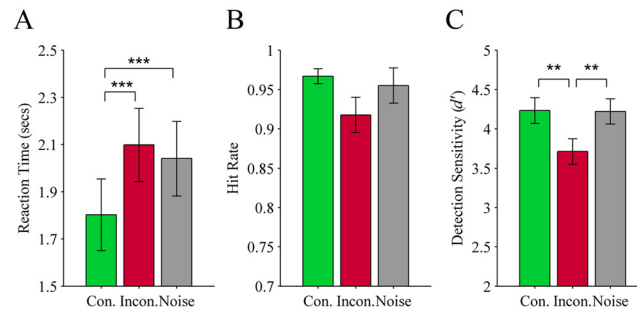 A
Reaction Time (secs)
2.5
2.3
2.1
1.9
1.7
1.5
***
***
Con. Incon.Noise
B
Hit Rate
1
0.95
0.9
0.85
0.8
0.75
0.7
Con. Incon.Noise
C
Detection Sensitivity (d')
5
4.5
4
3.5
3
2.5
2
**
**
Con. Incon.Noise